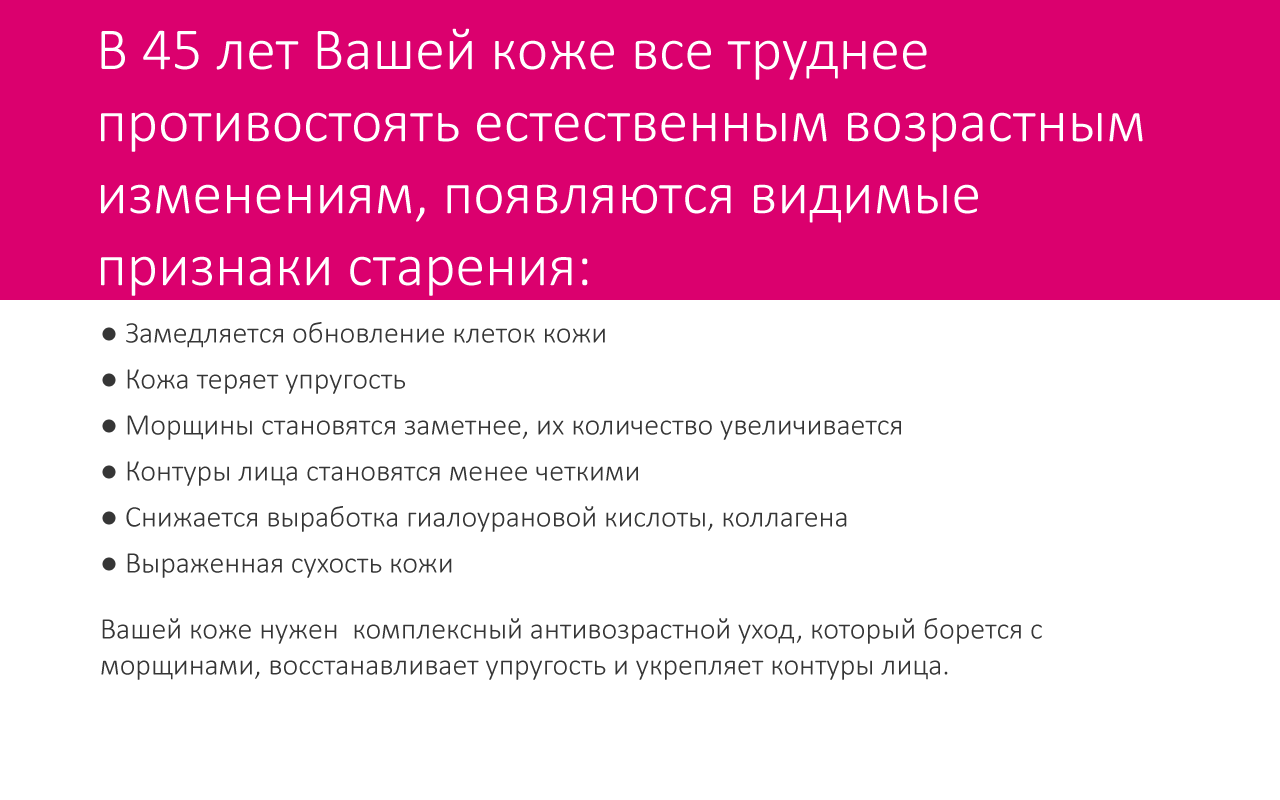 В 45 лет Вашей коже все труднее
противостоять естественным возрастным
изменениям, появляются видимые
признаки старения:
● Замедляется обновление клеток кожи
● Кожа теряет упругость
● Морщины становятся заметнее, их количество увеличивается
● Контуры лица становятся менее четкими
● Снижается выработка гиалоурановой кислоты, коллагена
● Выраженная сухость кожи
Вашей коже нужен  комплексный антивозрастной уход, который борется с
морщинами, восстанавливает упругость и укрепляет контуры лица.